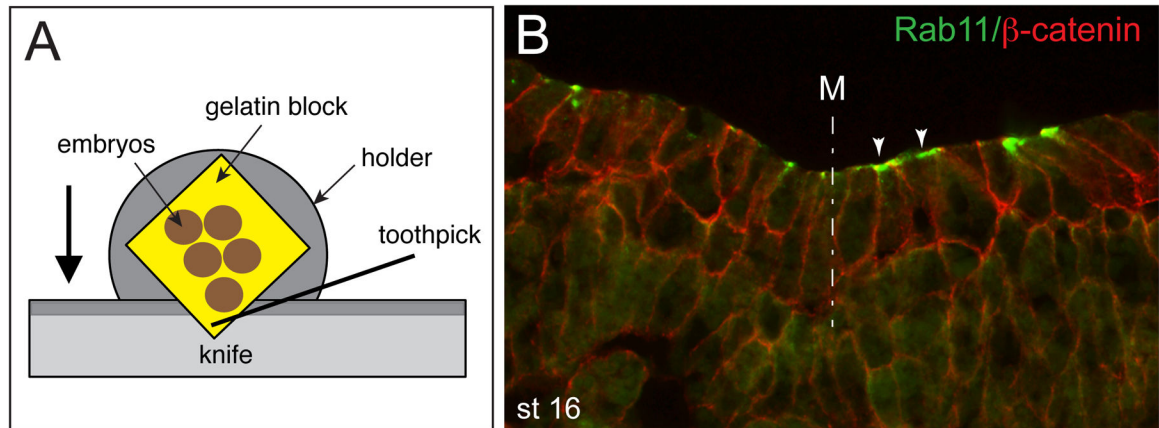 A
gelatin block
embryos
holder
toothpick
knife
B
Rab11/β-catenin
M
st 16